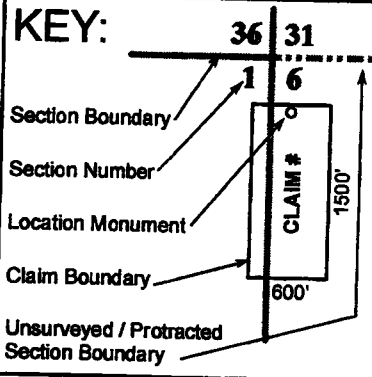 KEY:
36 31
1 6
Section Boundary
Section Number
Location Monument
CLAIM #
1500'
Claim Boundary
600'
Unsurveyed / Protracted
Section Boundary